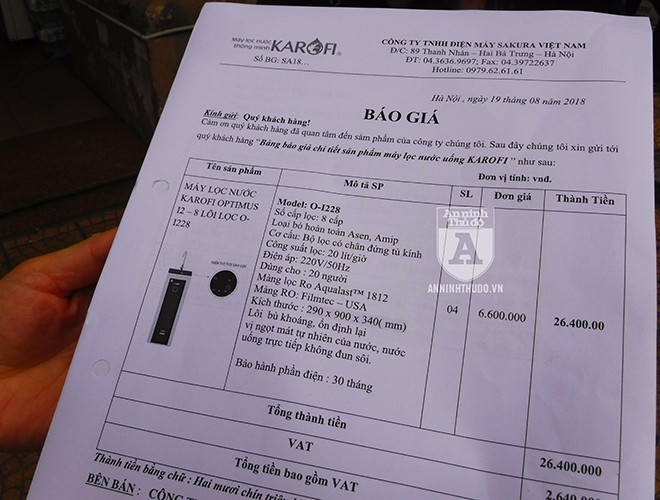 Máy lọc nước
thông minh KAROFI®
Số BG: SA18...
CÔNG TY TNHH ĐIỆN MÁY SAKURA VIỆT NAM
Đ/C: 89 Thanh Nhàn – Hai Bà Trưng – Hà Nội
ĐT: 04.3636.9697; Fax: 04.39722637
Hotline: 0979.62.61.61
Hà Nội, ngày 19 tháng 08 năm 2018
BÁO GIÁ
Kính gửi: Quý khách hàng!
Cảm ơn quý khách hàng đã quan tâm đến sản phẩm của công ty chúng tôi. Sau đây chúng tôi xin gửi tới
quý khách hàng "Bảng báo giá chi tiết sản phẩm máy lọc nước uống KAROFI" như sau:
Đơn vị tính: vnđ.
Tên sản phẩm
Mô tả SP
SL
Đơn giá
Thành Tiền
MÁY LỌC NƯỚC
KAROFI OPTIMUS
I2 – 8 LÕI LỌC O-
I228
Model: O-I228
Số cấp lọc: 8 cấp
Loại bỏ hoàn toàn Asen, Amip
Cơ cấu: Bộ lọc có chân đứng tủ kính
Công suất lọc: 20 lít/giờ
Điện áp: 220V/50Hz
Dùng cho : 20 người
Màng lọc Ro Aqualast™ 1812
Màng RO: Filmtec – USA
Kích thước : 290 x 900 x 340( mm)
Lõi bù khoáng, ổn định lại
vị ngọt mát tự nhiên của nước, nước
uống trực tiếp không đun sôi.
Bảo hành phần điện : 30 tháng
04
6.600.000
26.400.00
An ninh
Thủ đô
A
ANNINHTHUDO.VN
Tổng thành tiền
26.400.000
VAT
2.640.000
Tổng tiền bao gồm VAT
Thành tiền bằng chữ : Hai mươi chín triệu
BÊN BÁN : CÔNG